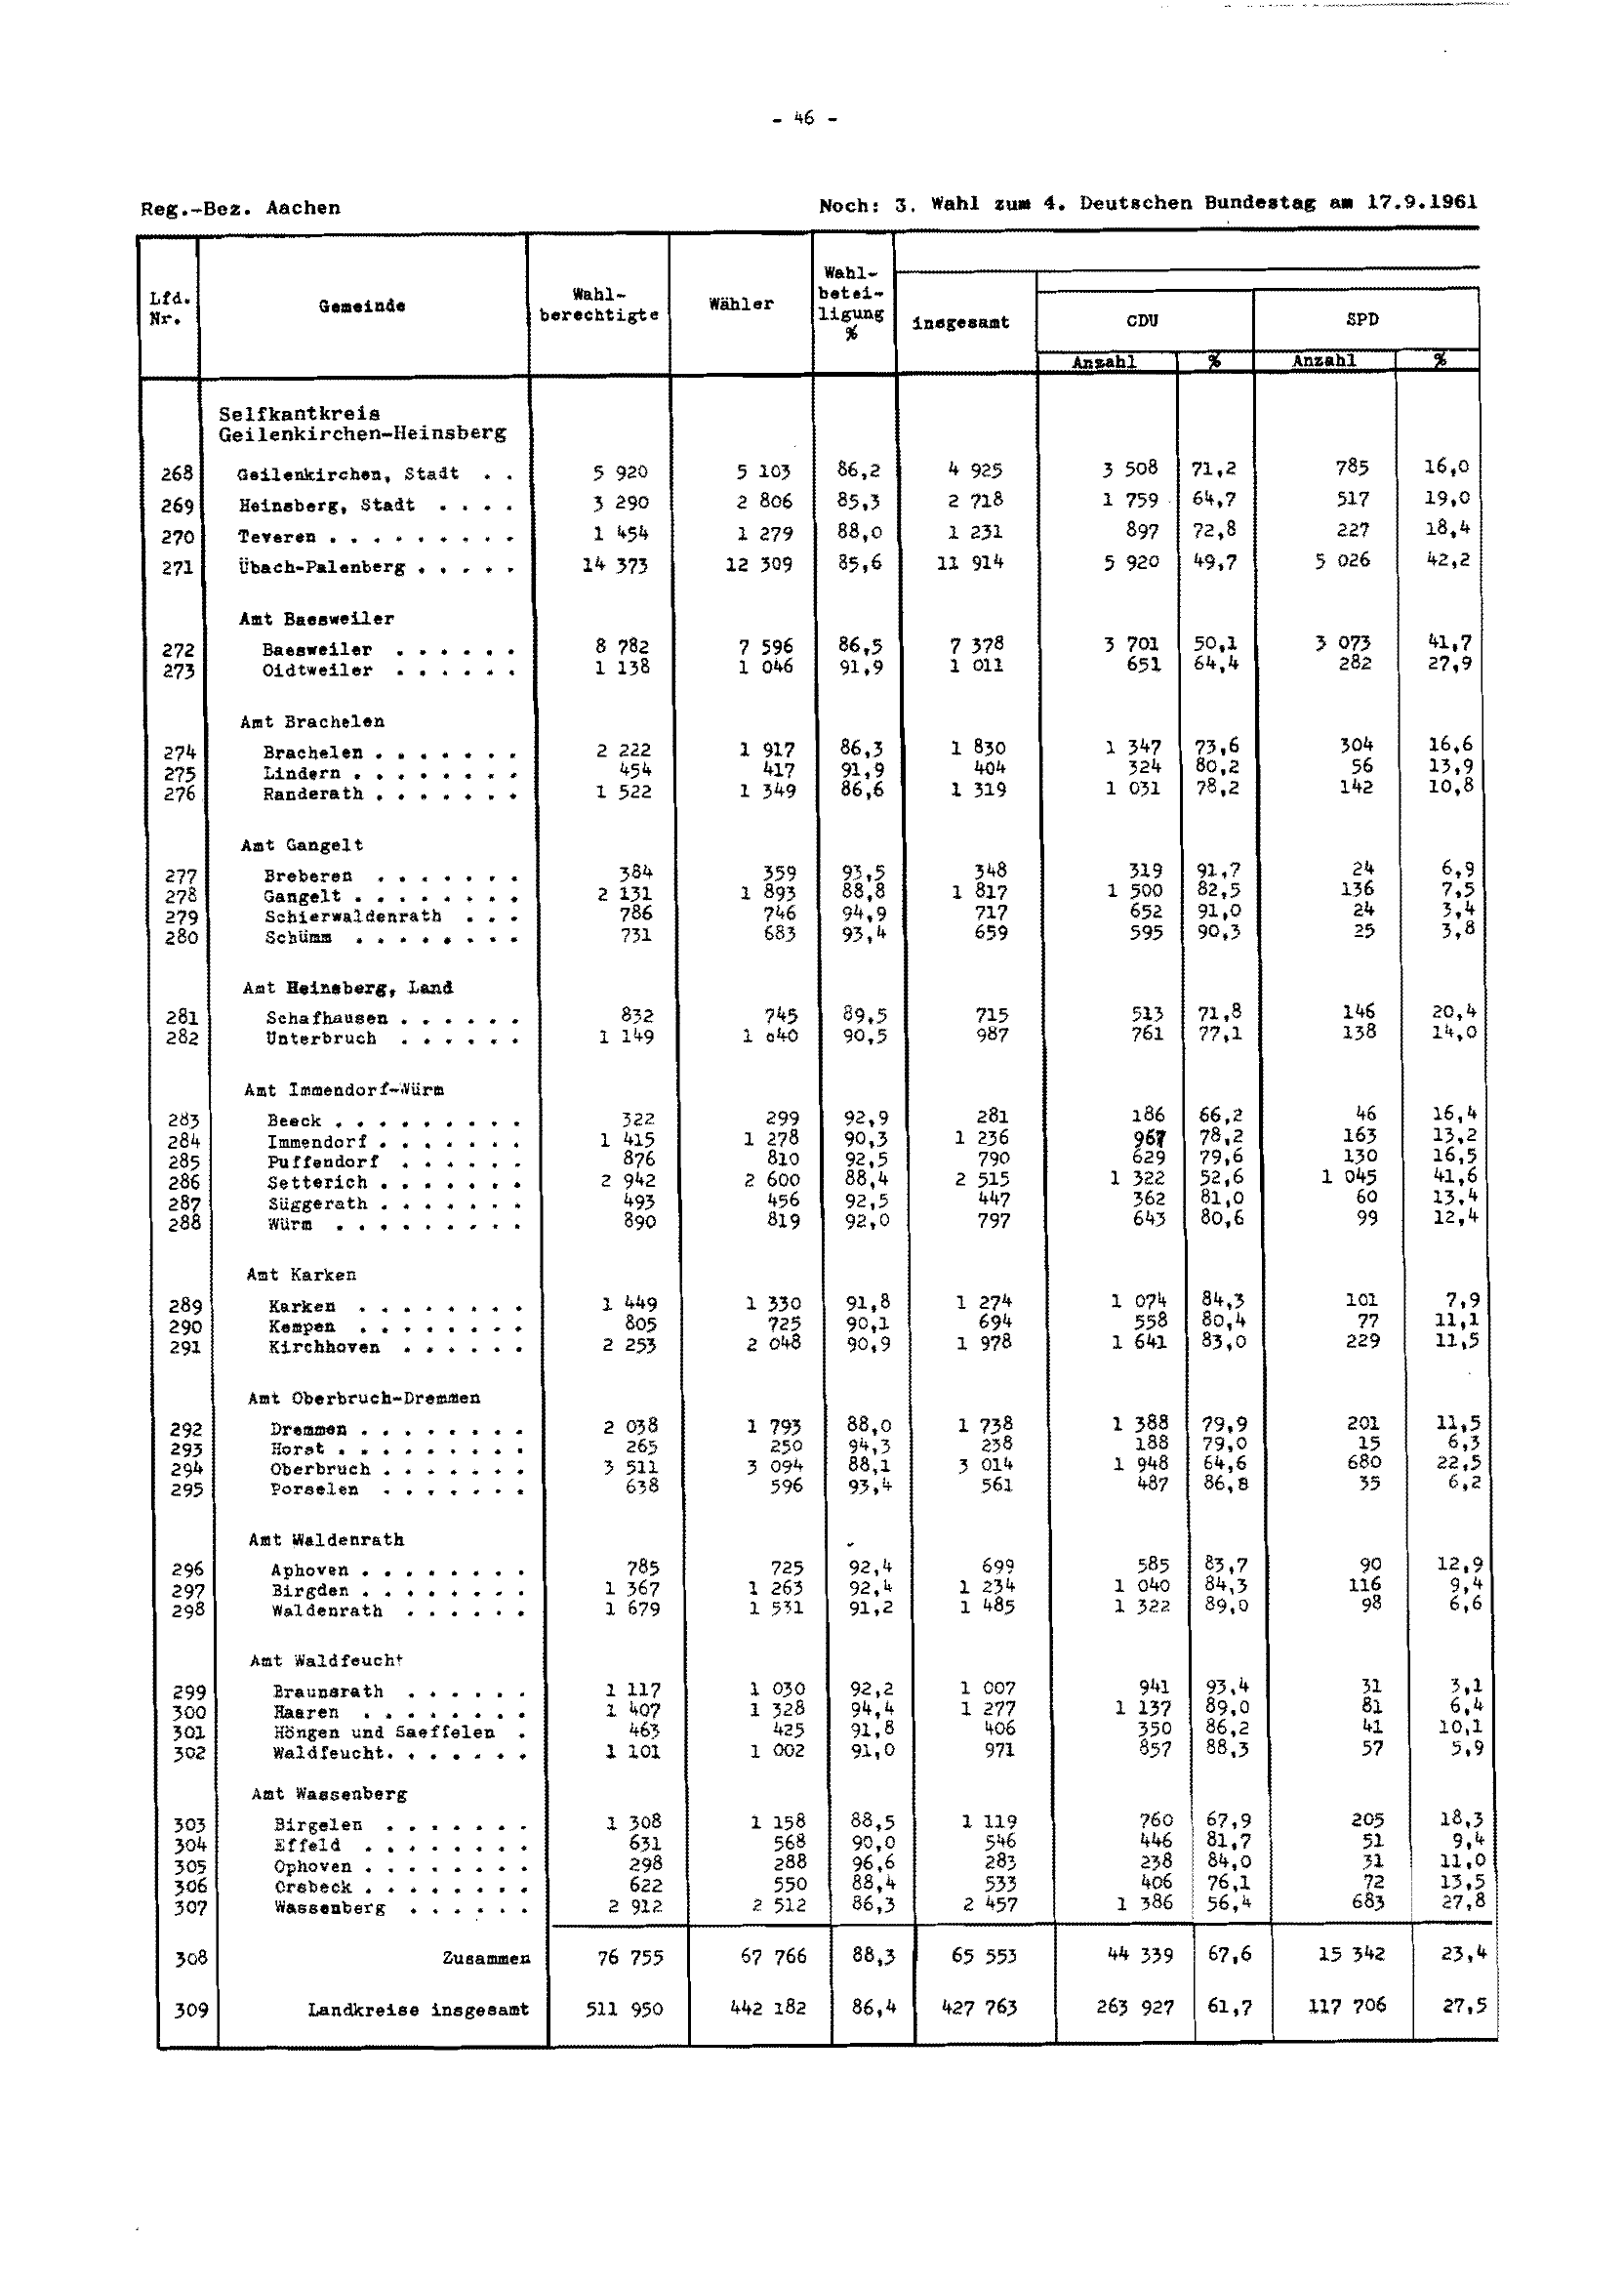 - 46 -
Reg.-Bez. Aachen Noch: 3. Wahl zum 4. Deutschen Bundestag am 17.9.1961
Lfd. Nr. Gemeinde Wahl-berechtigte Wähler Wahl-betei-ligung % insgesamt CDU SPD
Anzahl % Anzahl %
Selfkantkreis
Geilenkirchen-Heinsberg
268 Geilenkirchen, Stadt . . 5 920 5 103 86,2 4 925 3 508 71,2 785 16,0
269 Heinsberg, Stadt . . . . 3 290 2 806 85,3 2 718 1 759 64,7 517 19,0
270 Teveren . . . . . . . . . 1 454 1 279 88,0 1 231 897 72,8 227 18,4
271 Übach-Palenberg . . . . . 14 373 12 309 85,6 11 914 5 920 49,7 5 026 42,2
Amt Baesweiler
272 Baesweiler . . . . . . 8 782 7 596 86,5 7 378 3 701 50,1 3 073 41,7
273 Oidtweiler . . . . . . 1 138 1 046 91,9 1 011 651 64,4 282 27,9
Amt Brachelen
274 Brachelen . . . . . . . 2 222 1 917 86,3 1 830 1 347 73,6 304 16,6
275 Lindern . . . . . . . . 454 417 91,9 404 324 80,2 56 13,9
276 Randerath . . . . . . . 1 522 1 349 86,6 1 319 1 031 78,2 142 10,8
Amt Gangelt
277 Breberen . . . . . . . 384 359 93,5 348 319 91,7 24 6,9
278 Gangelt . . . . . . . . 2 131 1 893 88,8 1 817 1 500 82,5 136 7,5
279 Schierwaldenrath . . . 786 746 94,9 717 652 91,0 24 3,4
280 Schümm . . . . . . . . 731 683 93,4 659 595 90,3 25 3,8
Amt Heinsberg, Land
281 Schafhausen . . . . . . 832 745 89,5 715 513 71,8 146 20,4
282 Unterbruch . . . . . . 1 149 1 040 90,5 987 761 77,1 138 14,0
Amt Immendorf-Würm
283 Beeck . . . . . . . . . 322 299 92,9 281 186 66,2 46 16,4
284 Immendorf . . . . . . . 1 415 1 278 90,3 1 236 967 78,2 163 13,2
285 Puffendorf . . . . . . 876 810 92,5 790 629 79,6 130 16,5
286 Setterich . . . . . . . 2 942 2 600 88,4 2 515 1 322 52,6 1 045 41,6
287 Süggerath . . . . . . . 493 456 92,5 447 362 81,0 60 13,4
288 Würm . . . . . . . . . 890 819 92,0 797 643 80,6 99 12,4
Amt Karken
289 Karken . . . . . . . . 1 449 1 330 91,8 1 274 1 074 84,3 101 7,9
290 Kempen . . . . . . . . 805 725 90,1 694 558 80,4 77 11,1
291 Kirchhoven . . . . . . 2 253 2 048 90,9 1 978 1 641 83,0 229 11,5
Amt Oberbruch-Dremmen
292 Dremmen . . . . . . . . 2 038 1 793 88,0 1 738 1 388 79,9 201 11,5
293 Horst . . . . . . . . . 265 250 94,3 238 188 79,0 15 6,3
294 Oberbruch . . . . . . . 3 511 3 094 88,1 3 014 1 948 64,6 680 22,5
295 Porselen . . . . . . . 638 596 93,4 561 487 86,8 35 6,2
Amt Waldenrath
296 Aphoven . . . . . . . . 785 725 92,4 699 585 83,7 90 12,9
297 Birgden . . . . . . . . 1 367 1 263 92,4 1 234 1 040 84,3 116 9,4
298 Waldenrath . . . . . . 1 679 1 531 91,2 1 485 1 322 89,0 98 6,6
Amt Waldfeucht
299 Braunsrath . . . . . . 1 117 1 030 92,2 1 007 941 93,4 31 3,1
300 Haaren . . . . . . . . 1 407 1 328 94,4 1 277 1 137 89,0 81 6,4
301 Höngen und Saeffelen . 463 425 91,8 406 350 86,2 41 10,1
302 Waldfeucht. . . . . . . 1 101 1 002 91,0 971 857 88,3 57 5,9
Amt Wassenberg
303 Birgelen . . . . . . . 1 308 1 158 88,5 1 119 760 67,9 205 18,3
304 Effeld . . . . . . . . 631 568 90,0 546 446 81,7 51 9,4
305 Ophoven . . . . . . . . 298 288 96,6 283 238 84,0 31 11,0
306 Orsbeck . . . . . . . . 622 550 88,4 533 406 76,1 72 13,5
307 Wassenberg . . . . . . 2 912 2 512 86,3 2 457 1 386 56,4 683 27,8
308 Zusammen 76 755 67 766 88,3 65 553 44 339 67,6 15 342 23,4
309 Landkreise insgesamt 511 950 442 182 86,4 427 763 263 927 61,7 117 706 27,5